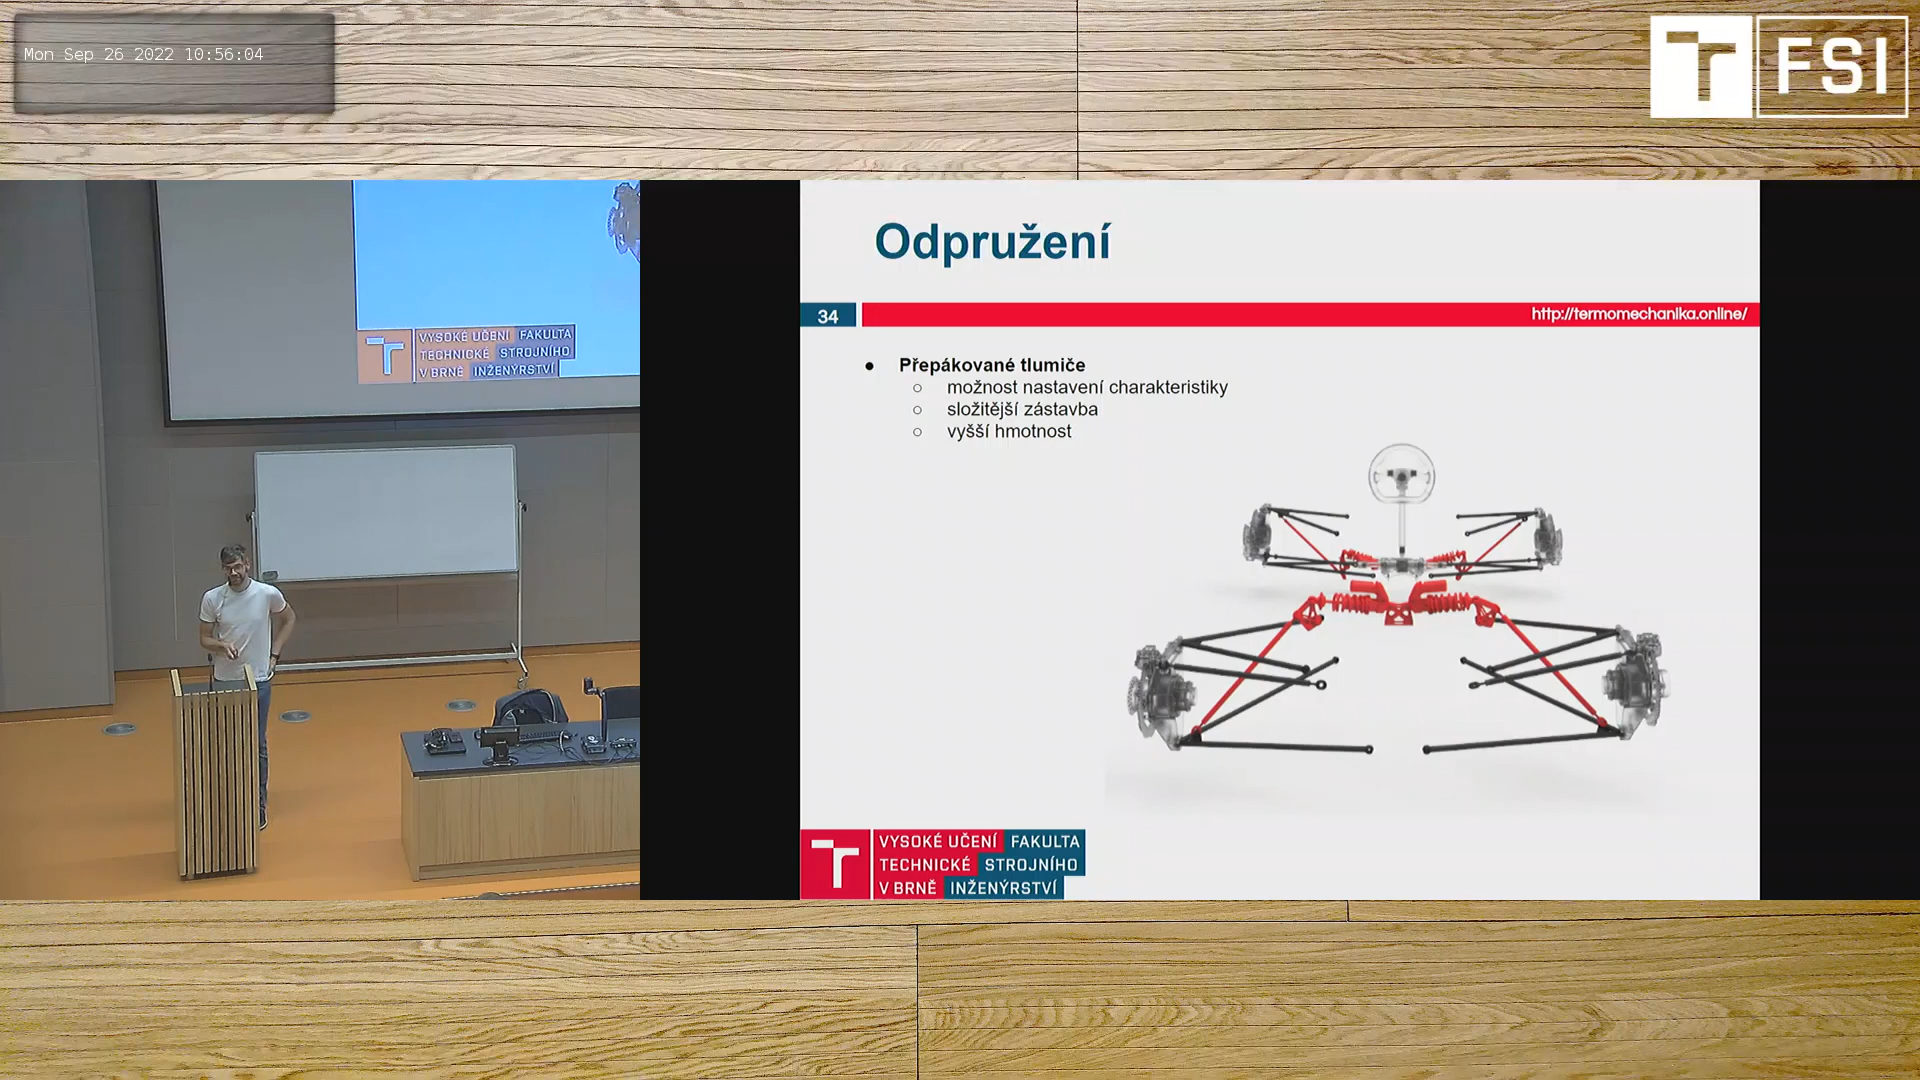 Mon Sep 26 2022 10:56:04
FSI
VYSOKÉ UČENÍ FAKULTA
TECHNICKÉ STROJNÍHO
V BRNĚ INŽENÝRSTVÍ
Odpružení
34
http://termomechanika.online/
● Přepákované tlumiče
○ možnost nastavení charakteristiky
○ složitější zástavba
○ vyšší hmotnost
VYSOKÉ UČENÍ FAKULTA
TECHNICKÉ STROJNÍHO
V BRNĚ INŽENÝRSTVÍ